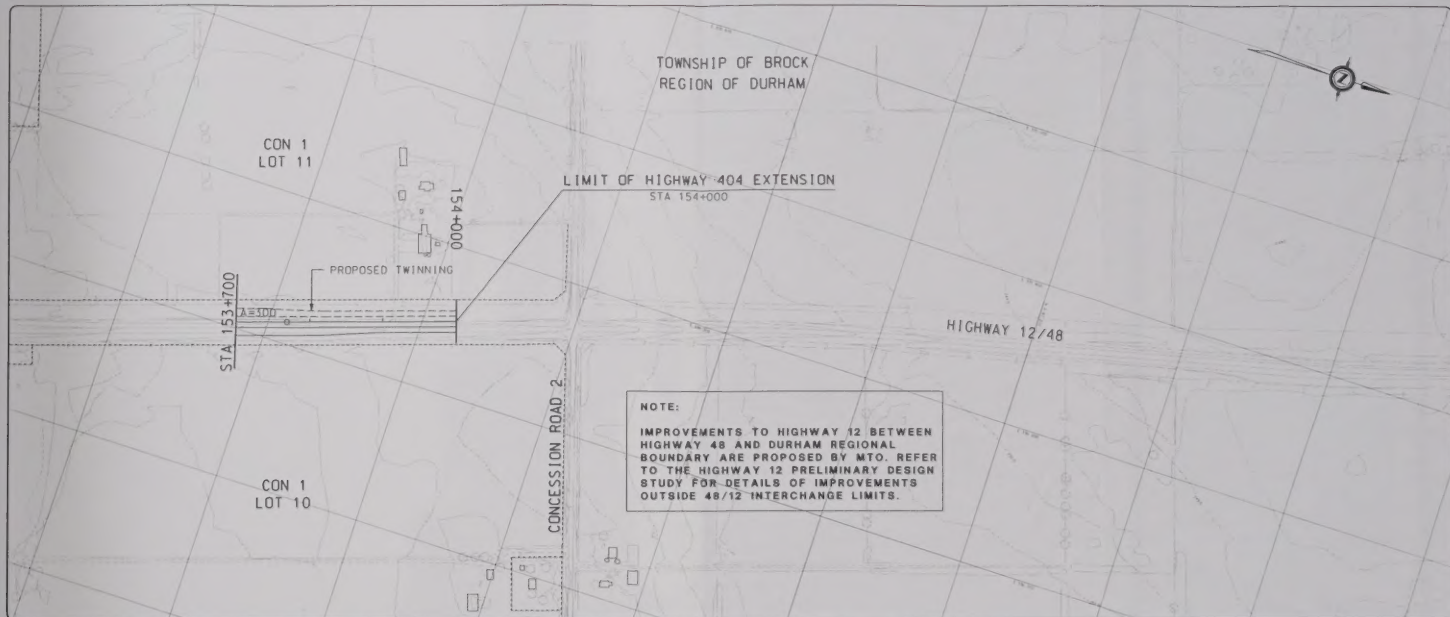 TOWNSHIP OF BROCK
REGION OF DURHAM
CON 1
LOT 11
LIMIT OF HIGHWAY 404 EXTENSION
STA 154+000
154+000
PROPOSED TWINNING
STA 153+700
A=300
HIGHWAY 12/48
CONCESSION ROAD 2
NOTE:
IMPROVEMENTS TO HIGHWAY 12 BETWEEN
HIGHWAY 48 AND DURHAM REGIONAL
BOUNDARY ARE PROPOSED BY MTO. REFER
TO THE HIGHWAY 12 PRELIMINARY DESIGN
STUDY FOR DETAILS OF IMPROVEMENTS
OUTSIDE 48/12 INTERCHANGE LIMITS.
CON 1
LOT 10